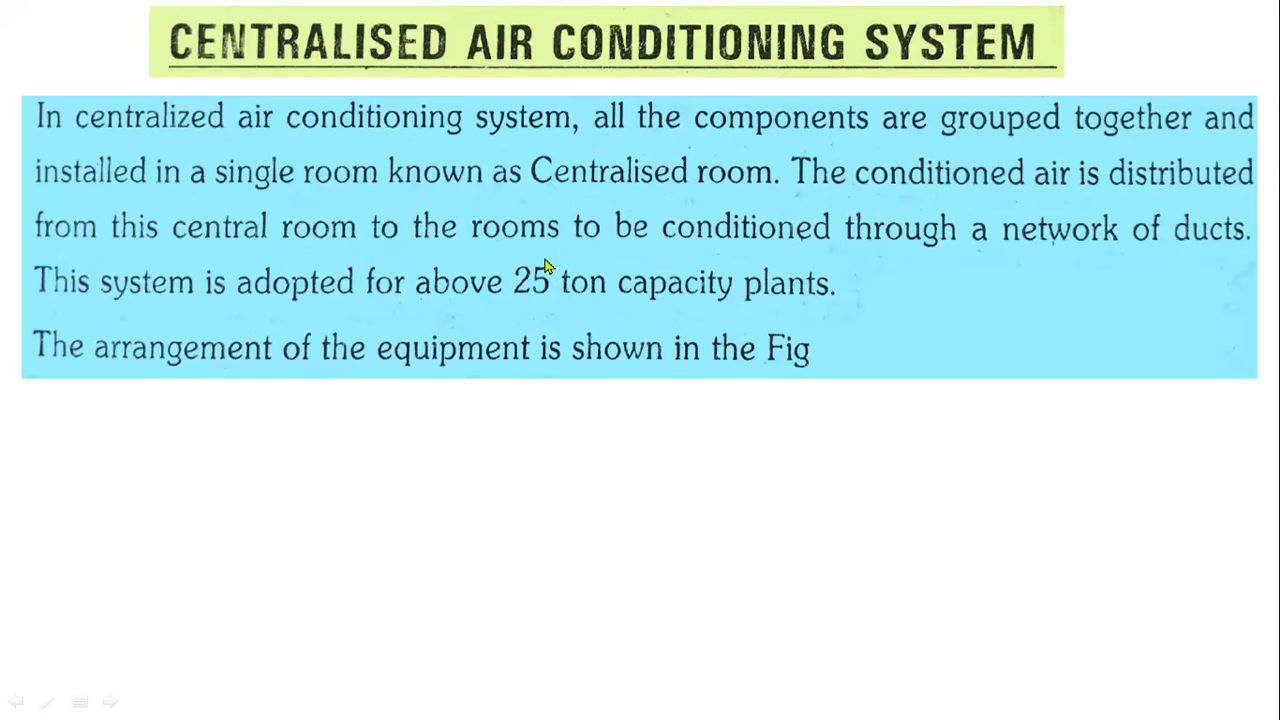 CENTRALISED AIR CONDITIONING SYSTEM
In centralized air conditioning system, all the components are grouped together and
installed in a single room known as Centralised room. The conditioned air is distributed
from this central room to the rooms to be conditioned through a network of ducts.
This system is adopted for above 25 ton capacity plants.
The arrangement of the equipment is shown in the Fig